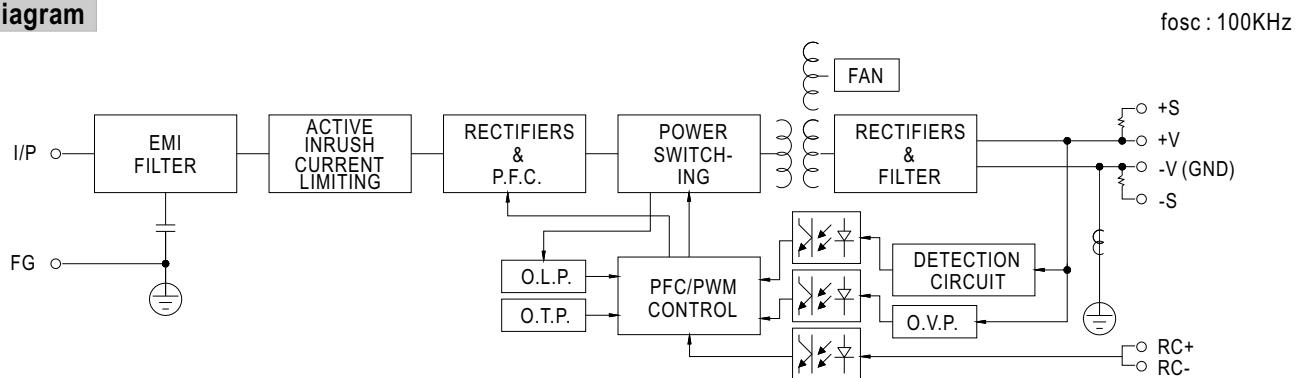 iagram
fosc : 100KHz
FAN
I/P
EMI
FILTER
ACTIVE
INRUSH
CURRENT
LIMITING
RECTIFIERS
&
P.F.C.
POWER
SWITCH-
ING
RECTIFIERS
&
FILTER
+S
+V
-V (GND)
-S
FG
O.L.P.
O.T.P.
PFC/PWM
CONTROL
DETECTION
CIRCUIT
O.V.P.
RC+
RC-